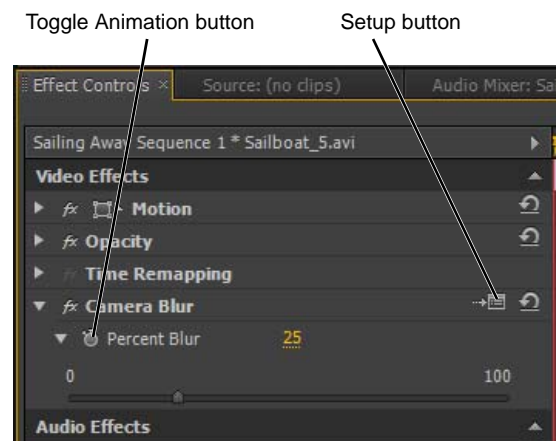 Toggle Animation button Setup button
Effect Controls × Source: (no clips) Audio Mixer: Sa
Sailing Away Sequence 1 * Sailboat_5.avi
Video Effects
fx Motion
fx Opacity
fx Time Remapping
fx Camera Blur
Percent Blur 25
0 100
Audio Effects